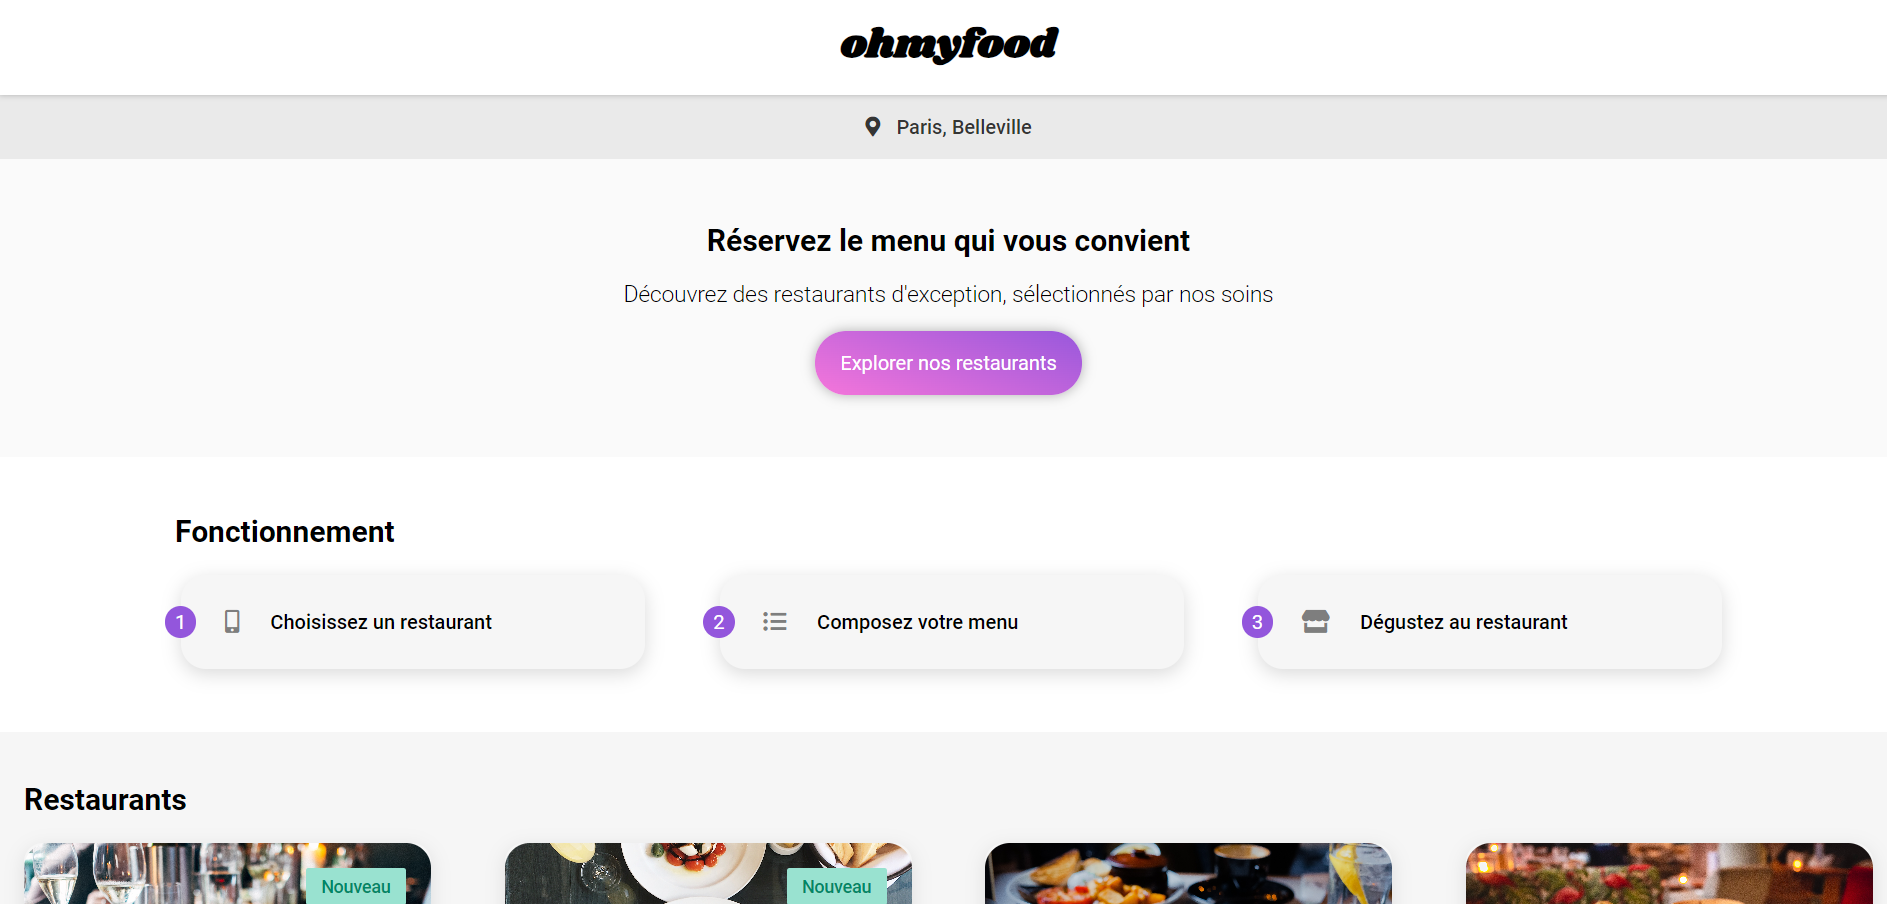 ohmyfood
Paris, Belleville
Réservez le menu qui vous convient
Découvrez des restaurants d'exception, sélectionnés par nos soins
Explorer nos restaurants
Fonctionnement
1 Choisissez un restaurant
2 Composez votre menu
3 Dégustez au restaurant
Restaurants
Nouveau
Nouveau